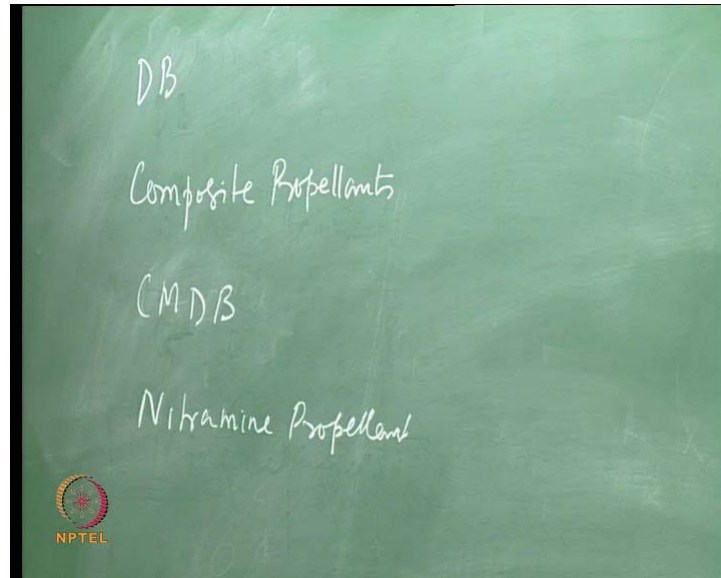 DB
Composite Propellants
CMDB
Nitramine Propellant
NPTEL